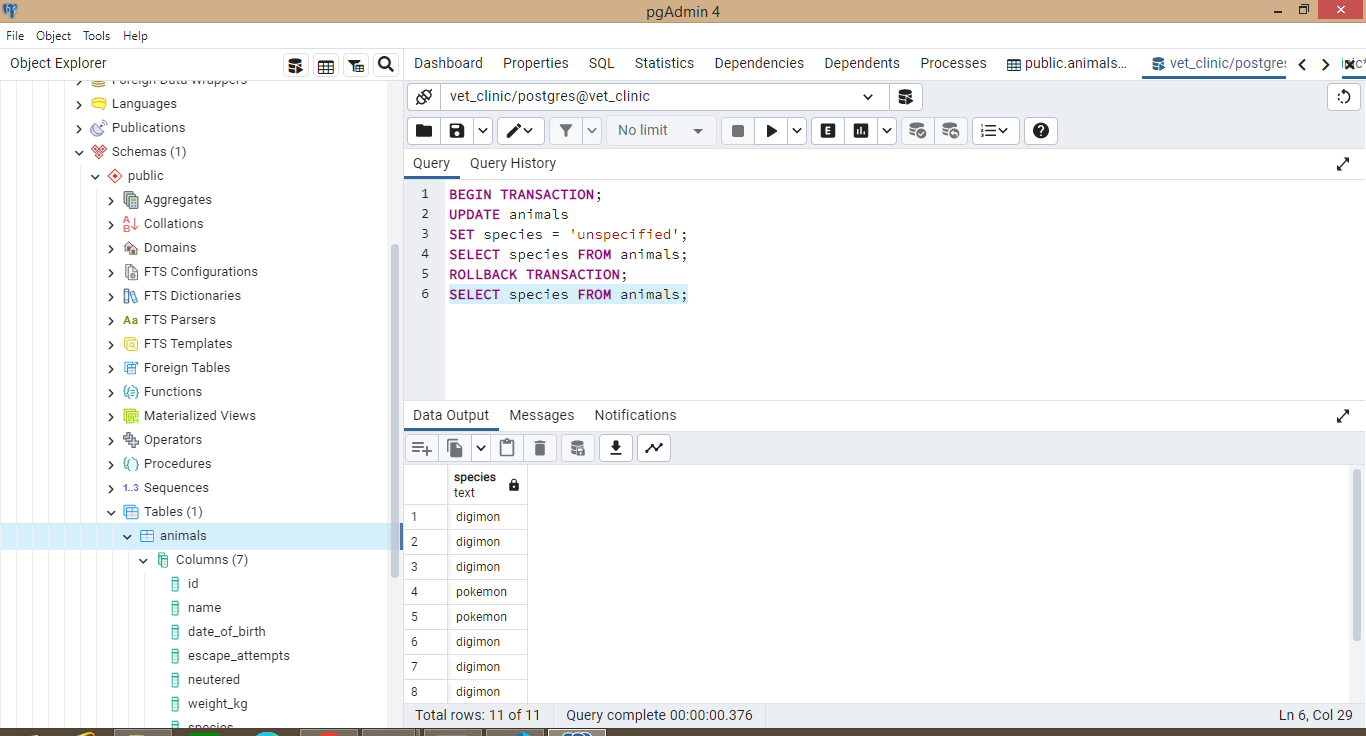 pgAdmin 4
File Object Tools Help
Object Explorer
Dashboard Properties SQL Statistics Dependencies Dependents Processes public.animals... vet_clinic/postgre
Foreign Data Wrappers
Languages
Publications
Schemas (1)
public
Aggregates
Collations
Domains
FTS Configurations
FTS Dictionaries
FTS Parsers
FTS Templates
Foreign Tables
Functions
Materialized Views
Operators
Procedures
1..3 Sequences
Tables (1)
animals
Columns (7)
id
name
date_of_birth
escape_attempts
neutered
weight_kg
species
vet_clinic/postgres@vet_clinic
No limit
Query Query History
1 BEGIN TRANSACTION;
2 UPDATE animals
3 SET species = 'unspecified';
4 SELECT species FROM animals;
5 ROLLBACK TRANSACTION;
6 SELECT species FROM animals;
Data Output Messages Notifications
species
text
1 digimon
2 digimon
3 digimon
4 pokemon
5 pokemon
6 digimon
7 digimon
8 digimon
Total rows: 11 of 11 Query complete 00:00:00.376 Ln 6, Col 29